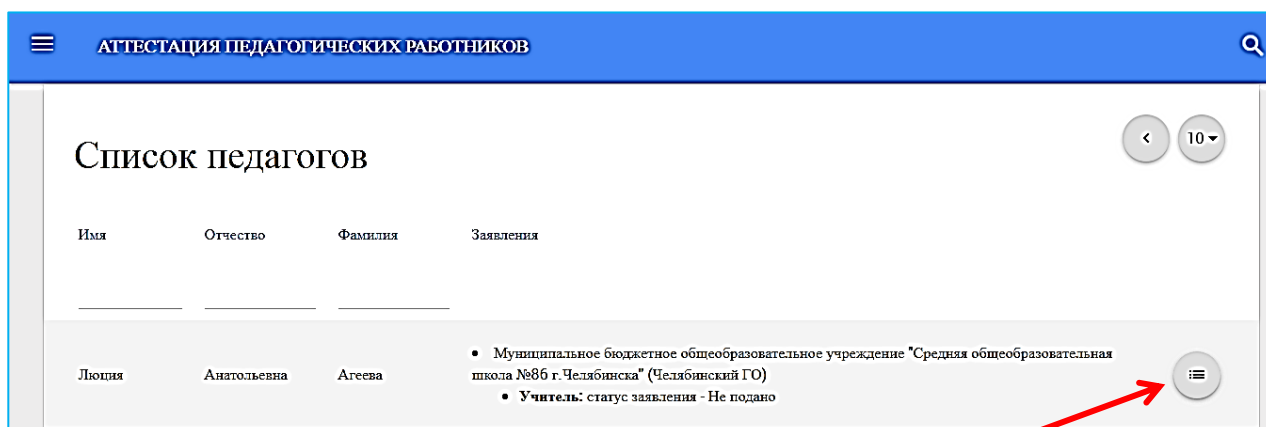 АТТЕСТАЦИЯ ПЕДАГОГИЧЕСКИХ РАБОТНИКОВ
Список педагогов
10
Имя Отчество Фамилия Заявления
Люция Анатольевна Агеева
Муниципальное бюджетное общеобразовательное учреждение "Средняя общеобразовательная
школа №86 г.Челябинска" (Челябинский ГО)
Учитель: статус заявления - Не подано